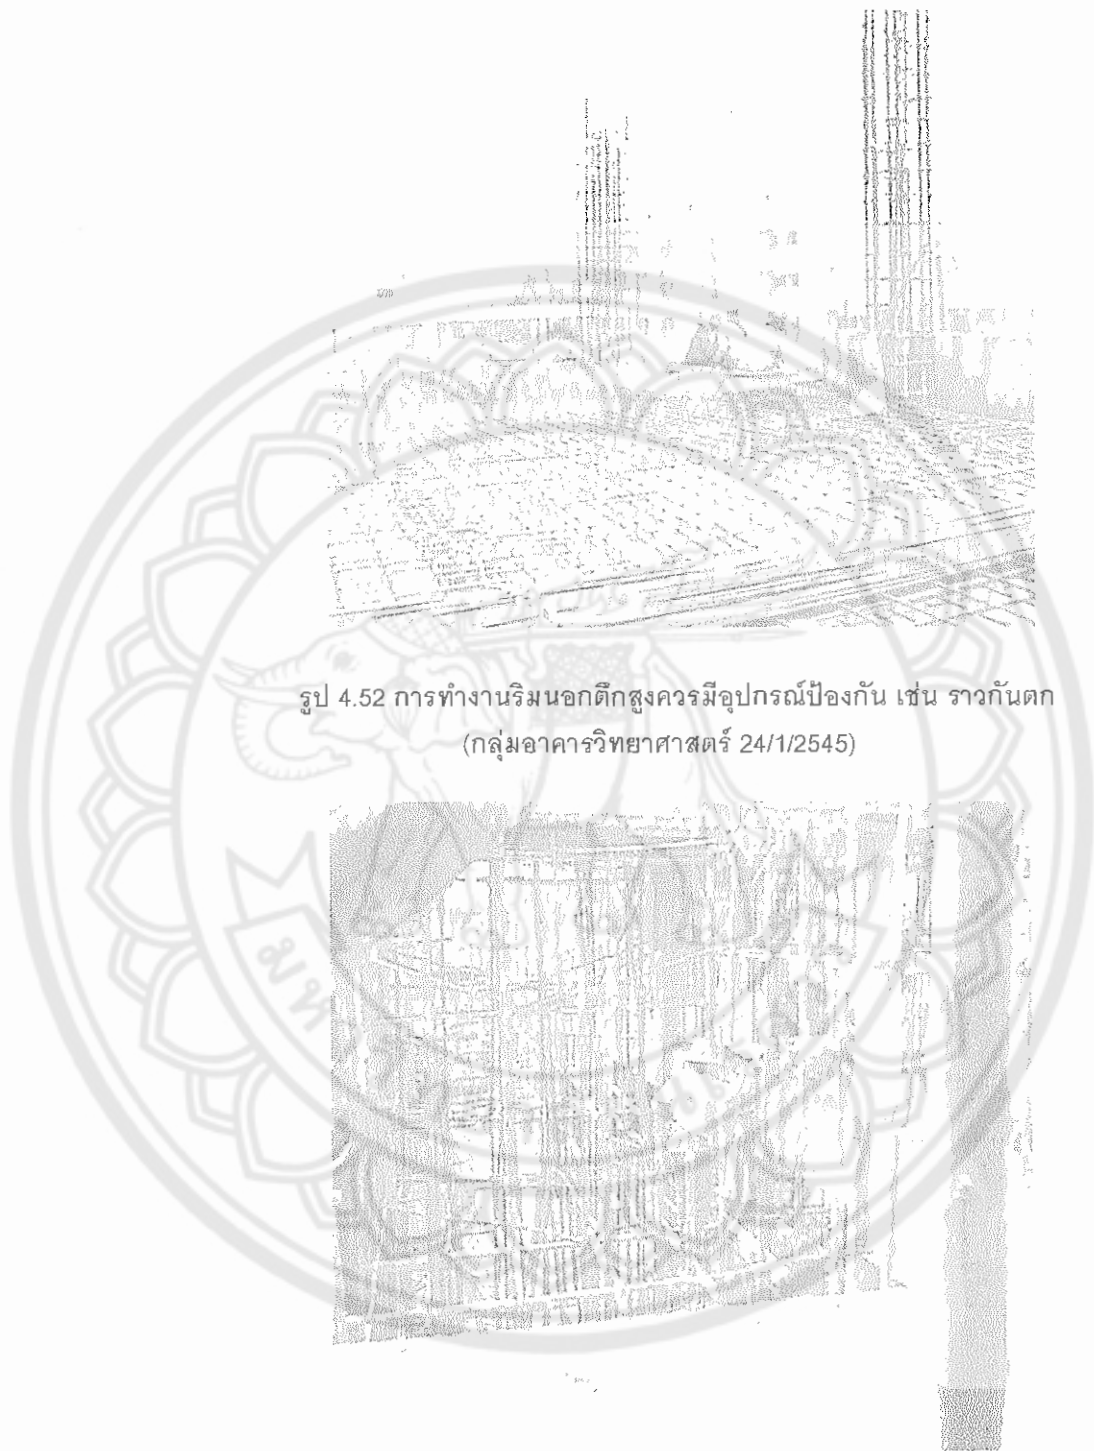 รูป 4.52 การทำงานริมนอกตึกสูงควรมีอุปกรณ์ป้องกัน เช่น ราวกันตก
(กลุ่มอาคารวิทยาศาสตร์ 24/1/2545)